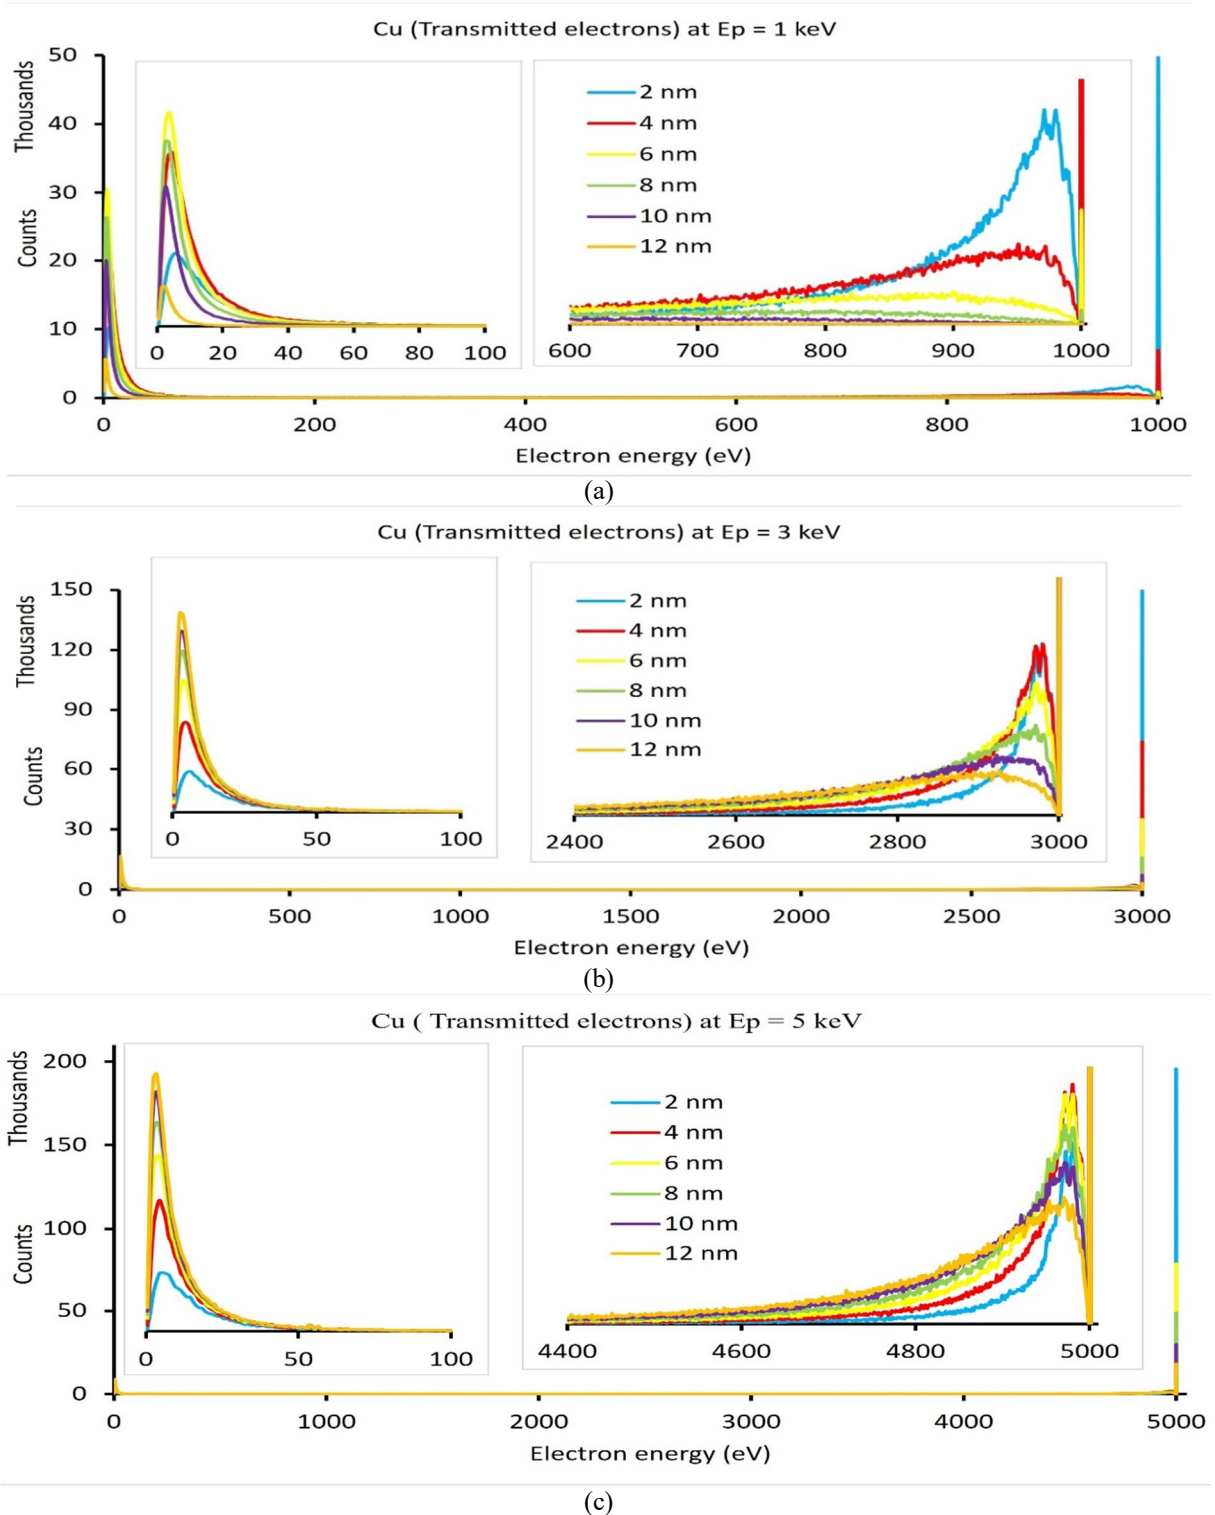 Cu (Transmitted electrons) at Ep = 1 keV
Thousands
Counts
50
40
30
20
10
0
0 200 400 600 800 1000
Electron energy (eV)
0 20 40 60 80 100
2 nm
4 nm
6 nm
8 nm
10 nm
12 nm
600 700 800 900 1000
(a)
Cu (Transmitted electrons) at Ep = 3 keV
Thousands
Counts
150
120
90
60
30
0
0 500 1000 1500 2000 2500 3000
Electron energy (eV)
0 50 100
2 nm
4 nm
6 nm
8 nm
10 nm
12 nm
2400 2600 2800 3000
(b)
Cu ( Transmitted electrons) at Ep = 5 keV
Thousands
Counts
200
150
100
50
0
0 1000 2000 3000 4000 5000
Electron energy (eV)
0 50 100
2 nm
4 nm
6 nm
8 nm
10 nm
12 nm
4400 4600 4800 5000
(c)